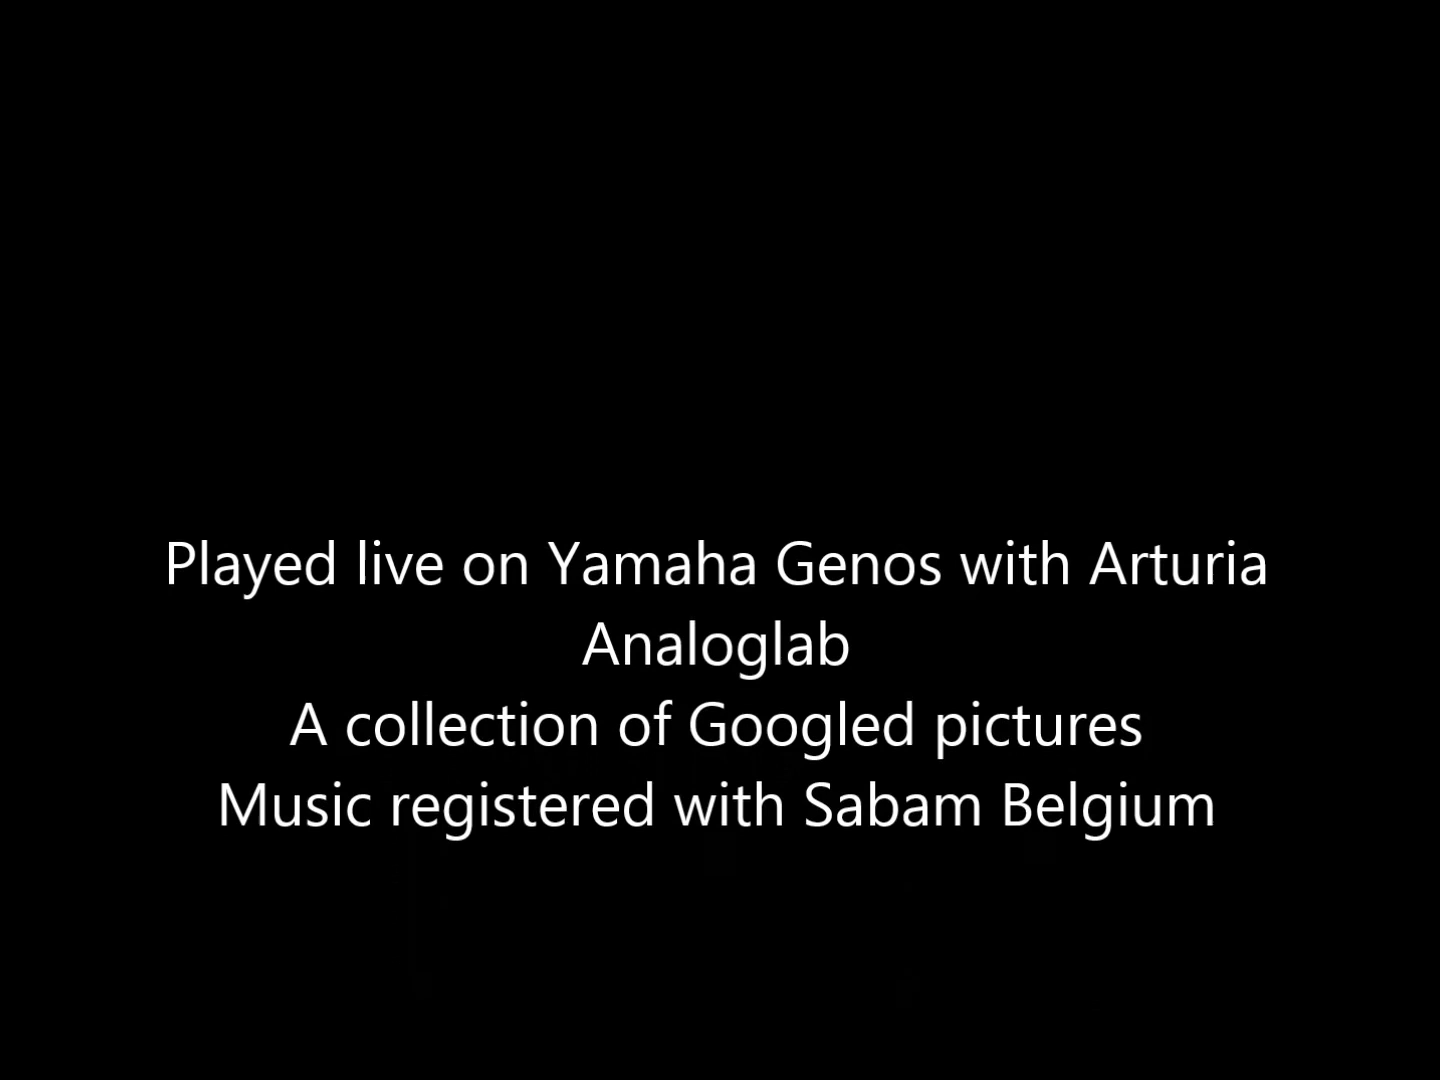 Played live on Yamaha Genos with Arturia
Analoglab
A collection of Googled pictures
Music registered with Sabam Belgium